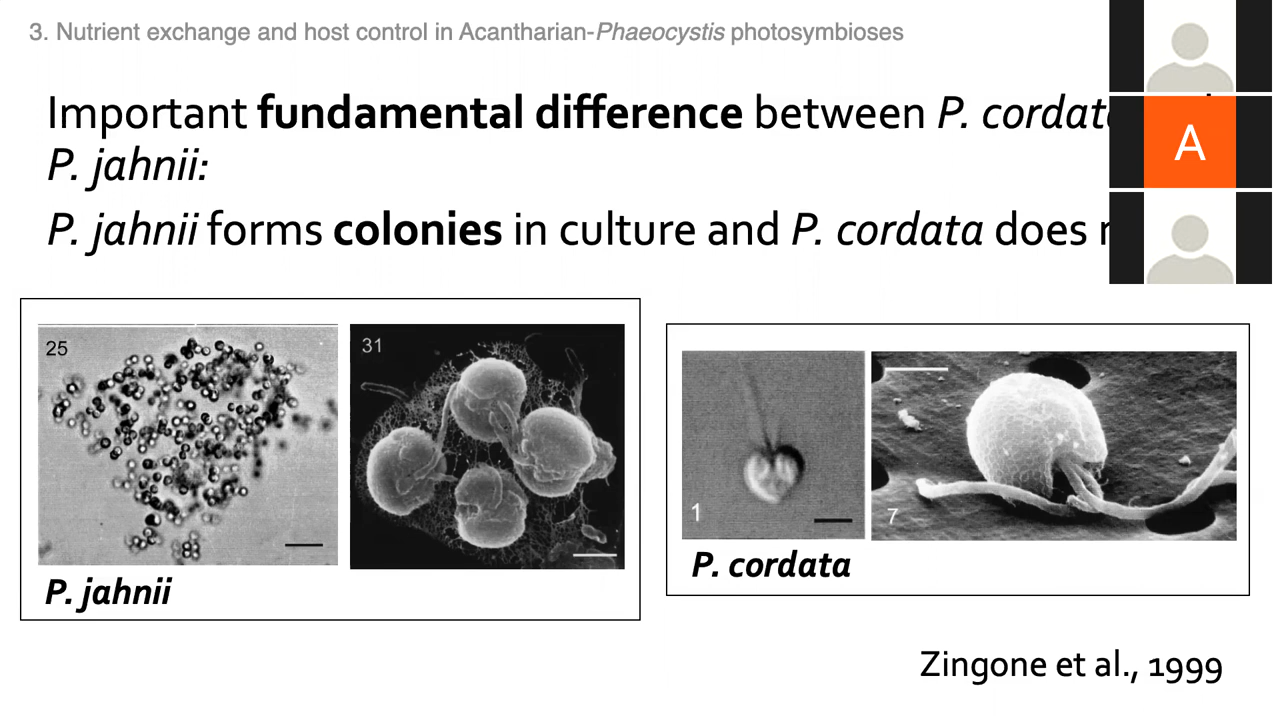 3. Nutrient exchange and host control in Acantharian-Phaeocystis photosymbioses
Important fundamental difference between P. cordata
P. jahnii:
P. jahnii forms colonies in culture and P. cordata does
A
25
31
1
7
P. jahnii
P. cordata
Zingone et al., 1999